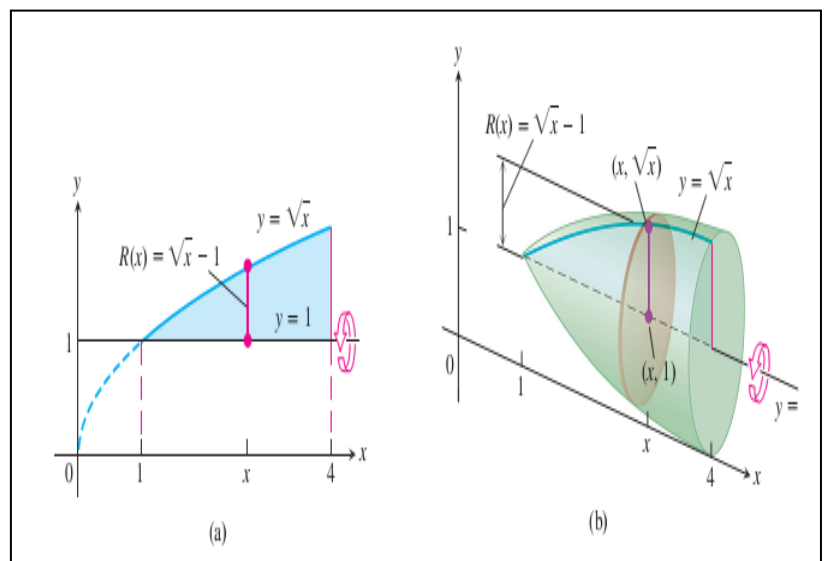 y
y = √x
R(x) = √x − 1
y = 1
1
0
1
x
4
x
(a)
y
R(x) = √x − 1
(x, √x)
y = √x
1
0
1
(x, 1)
x
4
x
y =
(b)